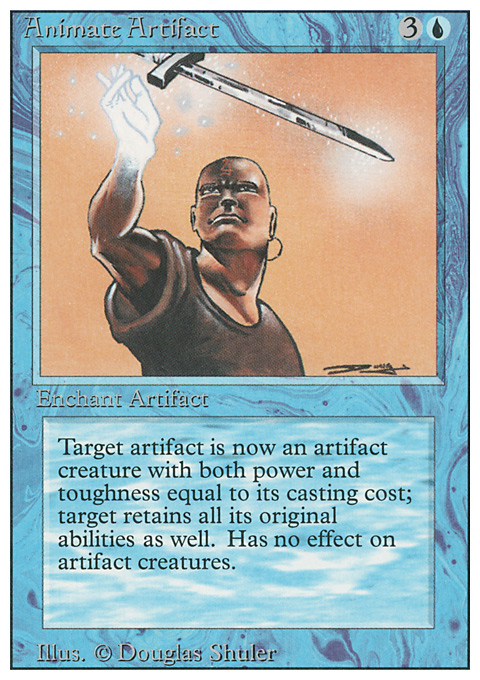 Animate Artifact 3
Enchant Artifact
Target artifact is now an artifact
creature with both power and
toughness equal to its casting cost;
target retains all its original
abilities as well. Has no effect on
artifact creatures.
Illus. © Douglas Shuler